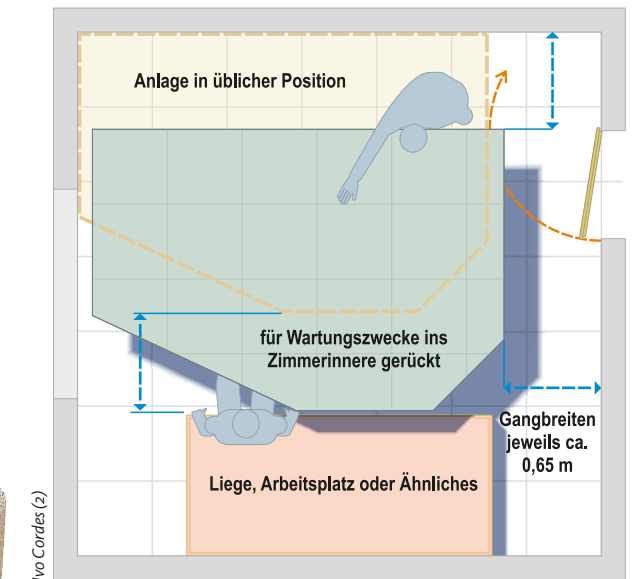 Anlage in üblicher Position
für Wartungszwecke ins
Zimmerinnere gerückt
Gangbreiten
jeweils ca.
0,65 m
Liege, Arbeitsplatz oder Ähnliches
Ivo Cordes (2)